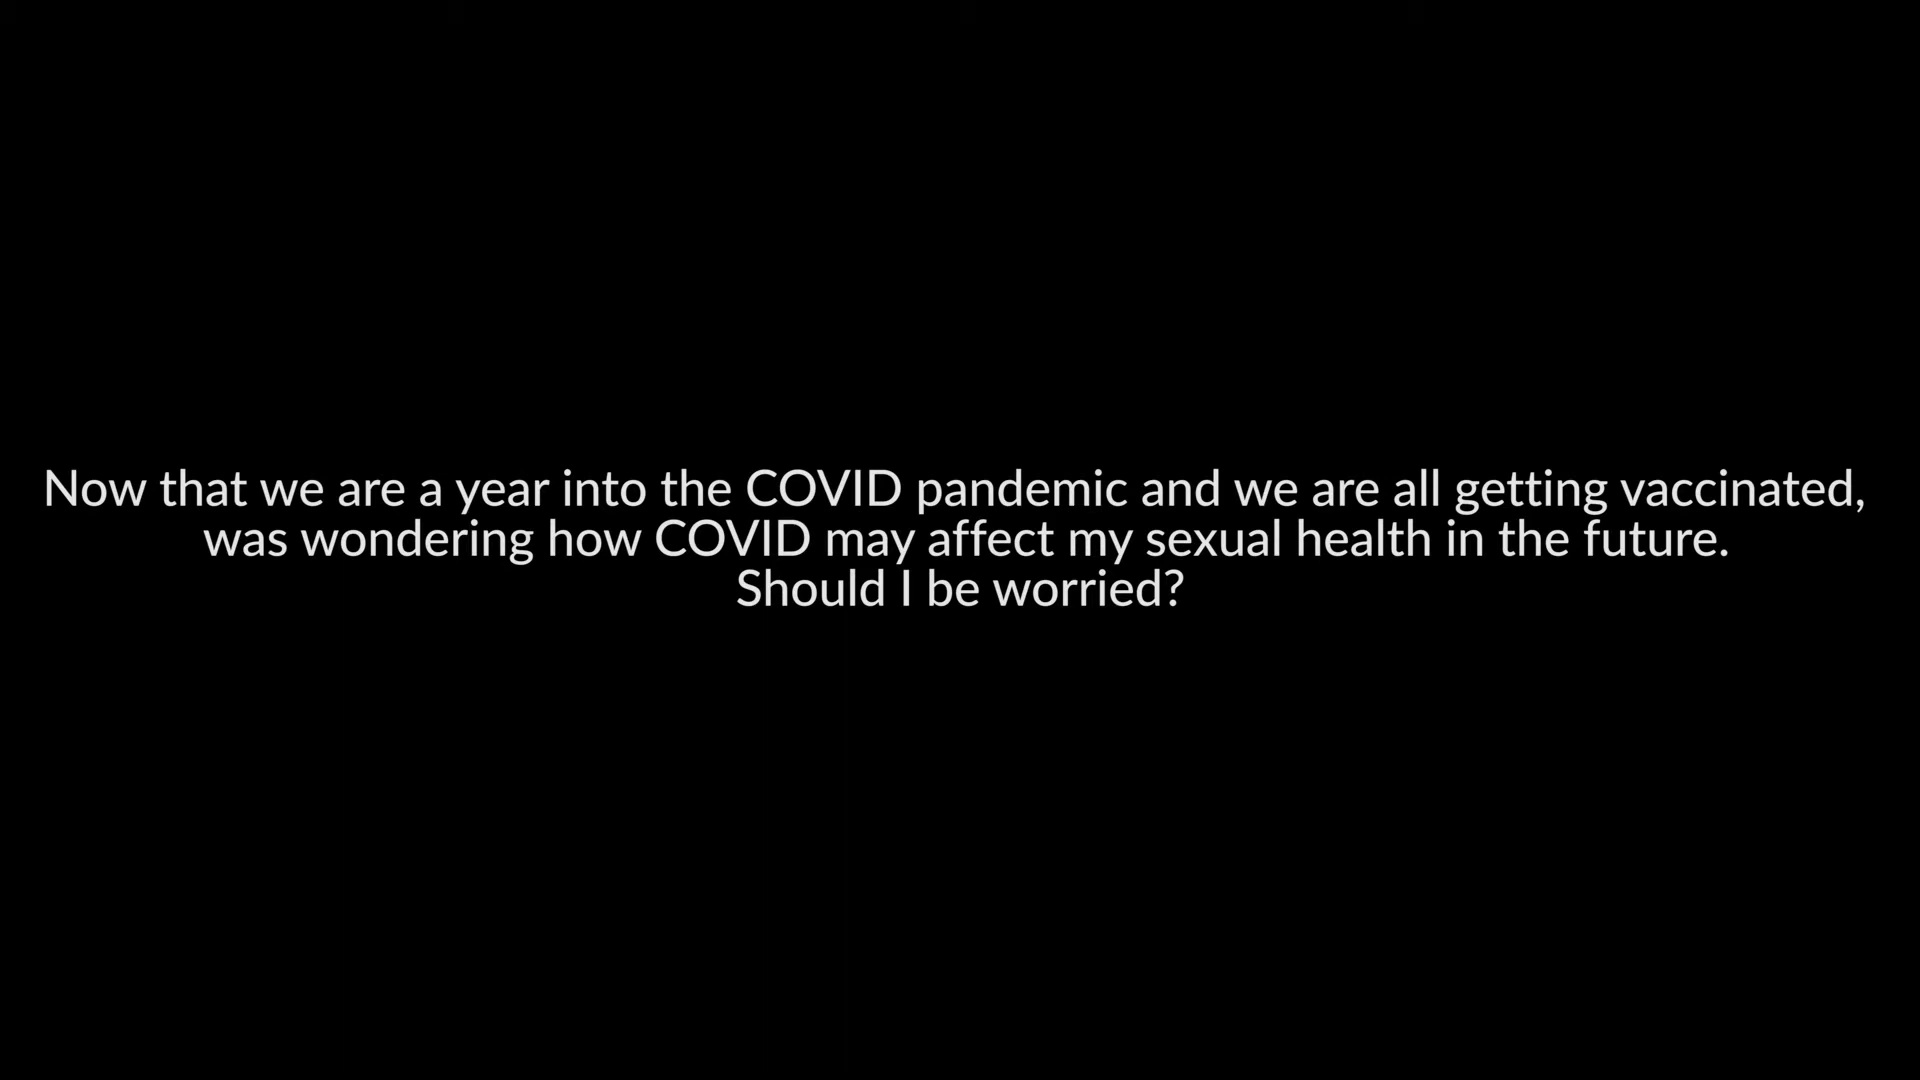 Now that we are a year into the COVID pandemic and we are all getting vaccinated,
was wondering how COVID may affect my sexual health in the future.
Should I be worried?